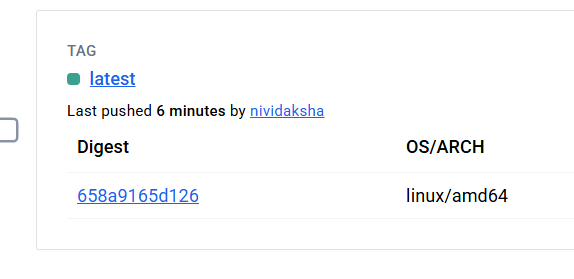 TAG
latest
Last pushed 6 minutes by nividaksha
Digest OS/ARCH
658a9165d126 linux/amd64